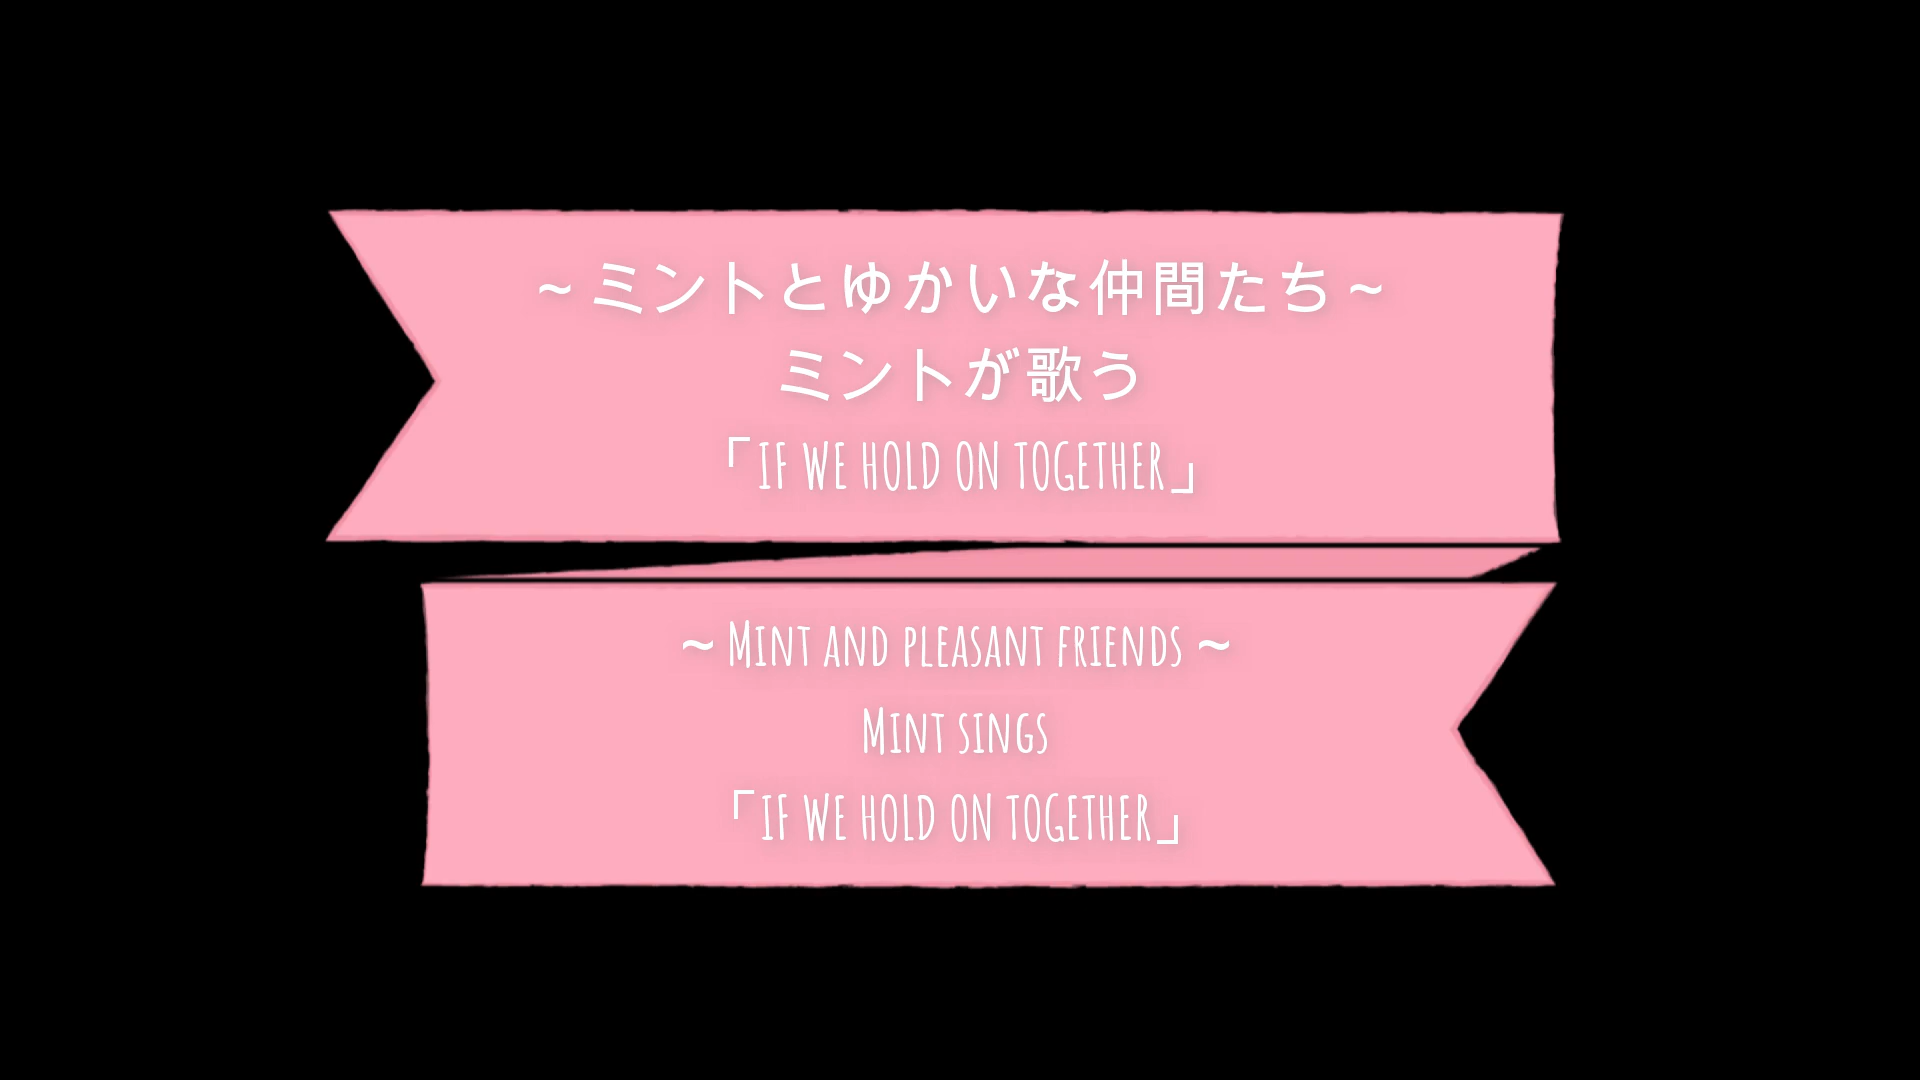 ~ミントとゆかいな仲間たち~
ミントが歌う
「IF WE HOLD ON TOGETHER」
~ MINT AND PLEASANT FRIENDS ~
MINT SINGS
「IF WE HOLD ON TOGETHER」